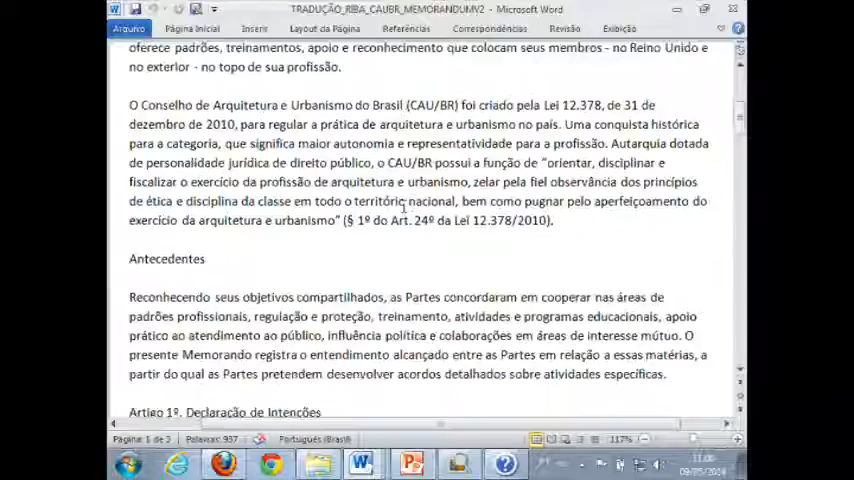 TRADUÇÃO_RIBA_CAUBR_MEMORANDUMV2 - Microsoft Word
Arquivo Página Inicial Inserir Layout da Página Referências Correspondências Revisão Exibição
oferece padrões, treinamentos, apoio e reconhecimento que colocam seus membros - no Reino Unido e
no exterior - no topo de sua profissão.
O Conselho de Arquitetura e Urbanismo do Brasil (CAU/BR) foi criado pela Lei 12.378, de 31 de
dezembro de 2010, para regular a prática de arquitetura e urbanismo no país. Uma conquista histórica
para a categoria, que significa maior autonomia e representatividade para a profissão. Autarquia dotada
de personalidade jurídica de direito público, o CAU/BR possui a função de “orientar, disciplinar e
fiscalizar o exercício da profissão de arquitetura e urbanismo, zelar pela fiel observância dos princípios
de ética e disciplina da classe em todo o território nacional, bem como pugnar pelo aperfeiçoamento do
exercício da arquitetura e urbanismo” (§ 1º do Art. 24º da Lei 12.378/2010).
Antecedentes
Reconhecendo seus objetivos compartilhados, as Partes concordaram em cooperar nas áreas de
padrões profissionais, regulação e proteção, treinamento, atividades e programas educacionais, apoio
prático ao atendimento ao público, influência política e colaborações em áreas de interesse mútuo. O
presente Memorando registra o entendimento alcançado entre as Partes em relação a essas matérias, a
partir do qual as Partes pretendem desenvolver acordos detalhados sobre atividades específicas.
Artigo 1º. Declaração de Intenções
Página: 1 de 3 Palavras: 937 Português (Brasil) 117%
PT 11:06
09/05/2014